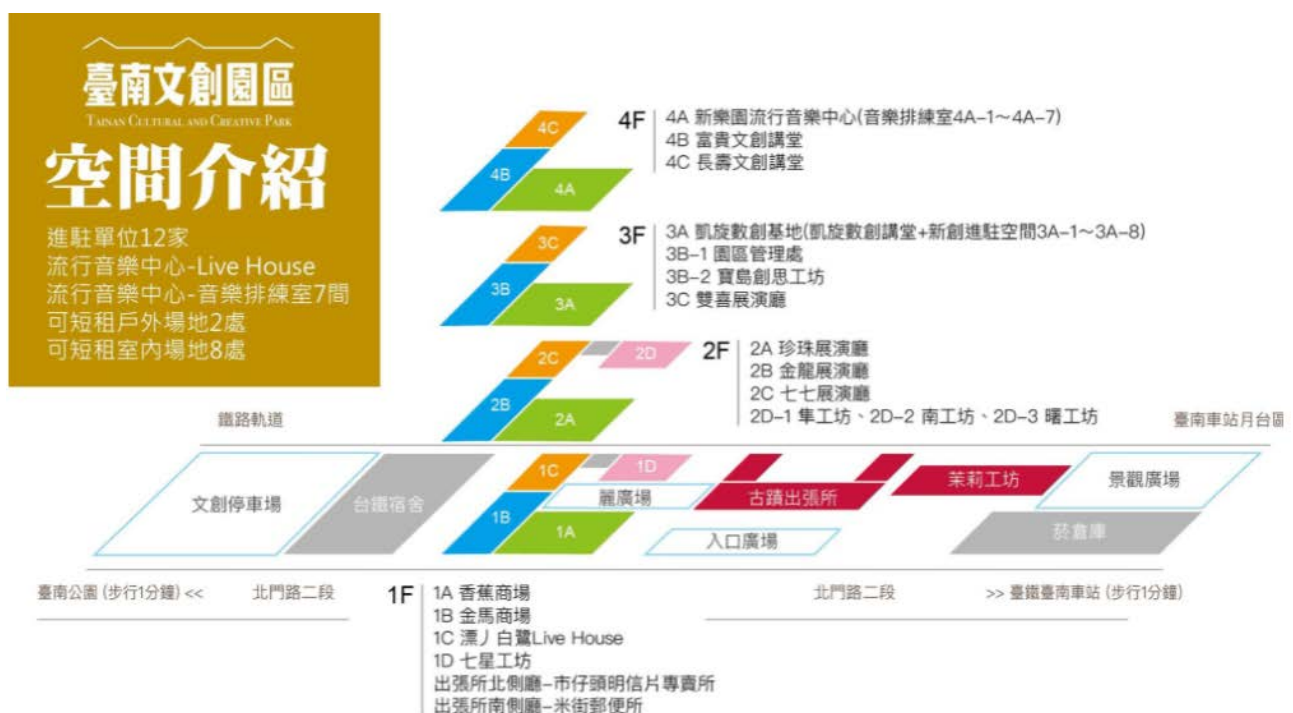 臺南文創園區
TAINAN CULTURAL AND CREATIVE PARK
空間介紹
進駐單位12家
流行音樂中心-Live House
流行音樂中心-音樂排練室7間
可短租戶外場地2處
可短租室內場地8處
4C
4B
4A
4F
4A 新樂園流行音樂中心(音樂排練室4A-1～4A-7)
4B 富貴文創講堂
4C 長壽文創講堂
3C
3B
3A
3F
3A 凱旋數創基地(凱旋數創講堂+新創進駐空間3A-1～3A-8)
3B-1 園區管理處
3B-2 寶島創思工坊
3C 雙喜展演廳
2C
2D
2B
2A
2F
2A 珍珠展演廳
2B 金龍展演廳
2C 七七展演廳
2D-1 隼工坊、2D-2 南工坊、2D-3 曙工坊
鐵路軌道
臺南車站月台區
文創停車場
台鐵宿舍
1C
1D
1B
1A
麗廣場
古蹟出張所
入口廣場
茉莉工坊
景觀廣場
菸倉庫
臺南公園 (步行1分鐘) <<
北門路二段
北門路二段
>> 臺鐵臺南車站 (步行1分鐘)
1F
1A 香蕉商場
1B 金馬商場
1C 漂丿白鷺Live House
1D 七星工坊
出張所北側廳-市仔頭明信片專賣所
出張所南側廳-米街郵便所